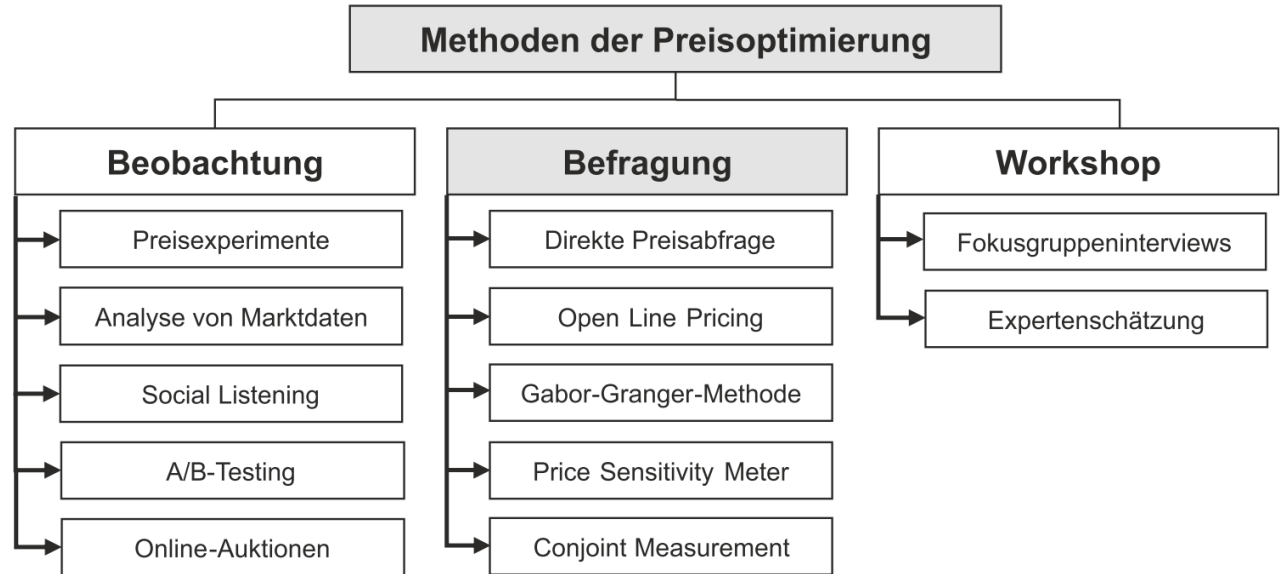 Methoden der Preisoptimierung
Beobachtung
Preisexperimente
Analyse von Marktdaten
Social Listening
A/B-Testing
Online-Auktionen
Befragung
Direkte Preisabfrage
Open Line Pricing
Gabor-Granger-Methode
Price Sensitivity Meter
Conjoint Measurement
Workshop
Fokusgruppeninterviews
Expertenschätzung